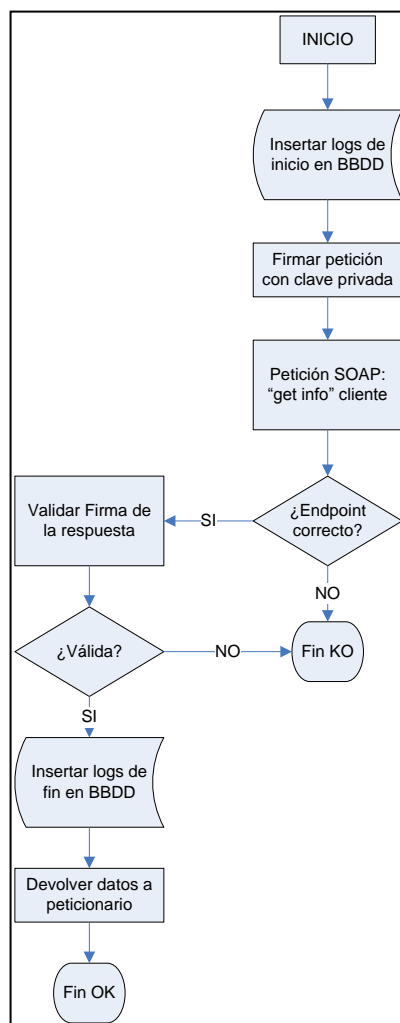 INICIO
Insertar logs de
inicio en BBDD
Firmar petición
con clave privada
Petición SOAP:
“get info” cliente
¿Endpoint
correcto?
SI
NO
Validar Firma de
la respuesta
¿Válida?
NO
Fin KO
SI
Insertar logs de
fin en BBDD
Devolver datos a
peticionario
Fin OK